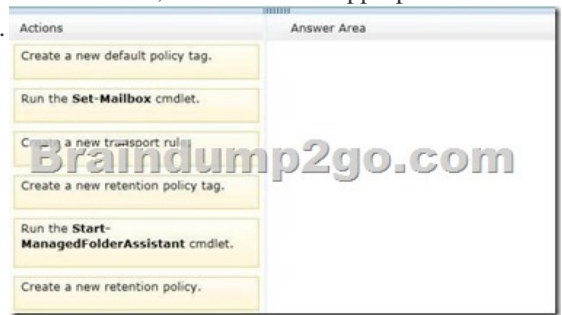 .
Actions
Answer Area
Create a new default policy tag.
Run the Set-Mailbox cmdlet.
Create a new transport rule.
Braindump2go.com
Create a new retention policy tag.
Run the Start-
ManagedFolderAssistant cmdlet.
Create a new retention policy.